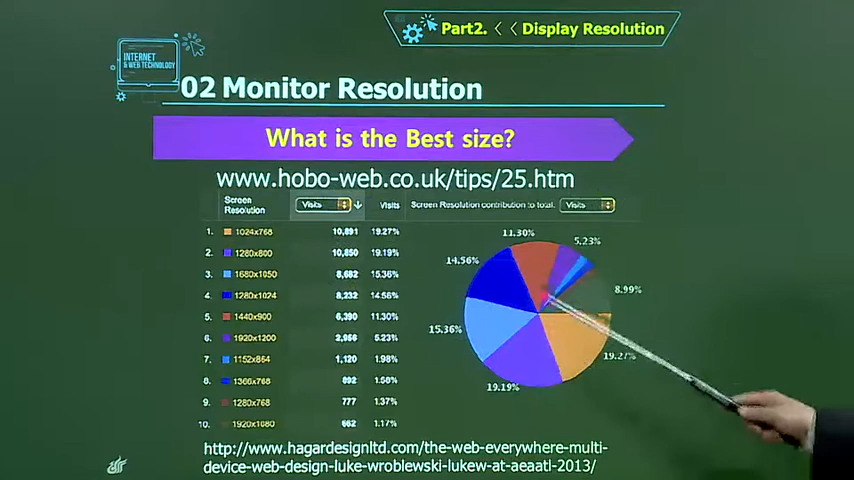 Part2. < < Display Resolution
INTERNET
& WEB TECHNOLOGY
02 Monitor Resolution
What is the Best size?
www.hobo-web.co.uk/tips/25.htm
Screen Resolution Visits Visits Screen Resolution contribution to total: Visits
1. 1024x768 10,891 19.27%
2. 1280x800 10,850 19.19%
3. 1680x1050 8,682 15.36%
4. 1280x1024 8,232 14.56%
5. 1440x900 6,390 11.30%
6. 1920x1200 2,956 5.23%
7. 1152x864 1,120 1.98%
8. 1366x768 892 1.58%
9. 1280x768 777 1.37%
10. 1920x1080 662 1.17%
11.30%
5.23%
14.56%
8.99%
15.36%
19.27%
19.19%
http://www.hagardesignltd.com/the-web-everywhere-multi-
device-web-design-luke-wroblewski-lukew-at-aeaatl-2013/